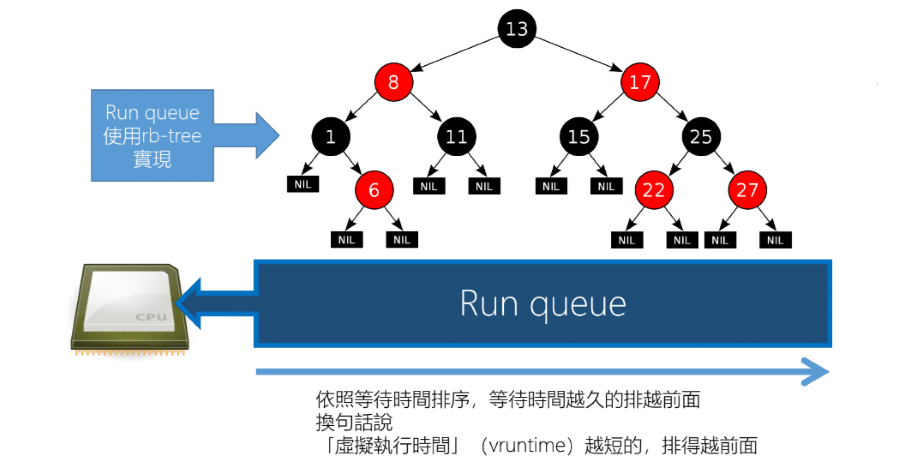 13
8
17
Run queue
使用rb-tree
實現
1
11
15
25
NIL
6
NIL
NIL
NIL
NIL
22
27
NIL
NIL
NIL
NIL
NIL
NIL
CPU
Run queue
依照等待時間排序，等待時間越久的排越前面
換句話說
「虛擬執行時間」（vruntime）越短的，排得越前面